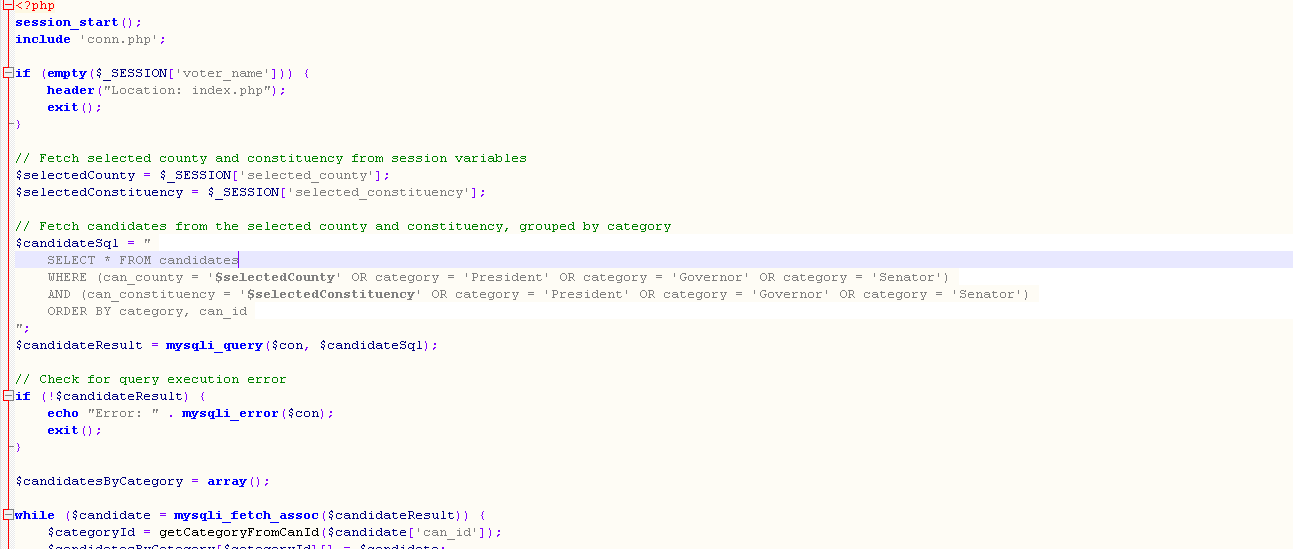 <?php
session_start();
include 'conn.php';
if (empty($_SESSION['voter_name'])) {
header("Location: index.php");
exit();
}
// Fetch selected county and constituency from session variables
$selectedCounty = $_SESSION['selected_county'];
$selectedConstituency = $_SESSION['selected_constituency'];
// Fetch candidates from the selected county and constituency, grouped by category
$candidateSql = "
SELECT * FROM candidates
WHERE (can_county = '$selectedCounty' OR category = 'President' OR category = 'Governor' OR category = 'Senator')
AND (can_constituency = '$selectedConstituency' OR category = 'President' OR category = 'Governor' OR category = 'Senator')
ORDER BY category, can_id
";
$candidateResult = mysqli_query($con, $candidateSql);
// Check for query execution error
if (!$candidateResult) {
echo "Error: " . mysqli_error($con);
exit();
}
$candidatesByCategory = array();
while ($candidate = mysqli_fetch_assoc($candidateResult)) {
$categoryId = getCategoryFromCanId($candidate['can_id']);
$candidatesByCategory[$categoryId][] = $candidate;